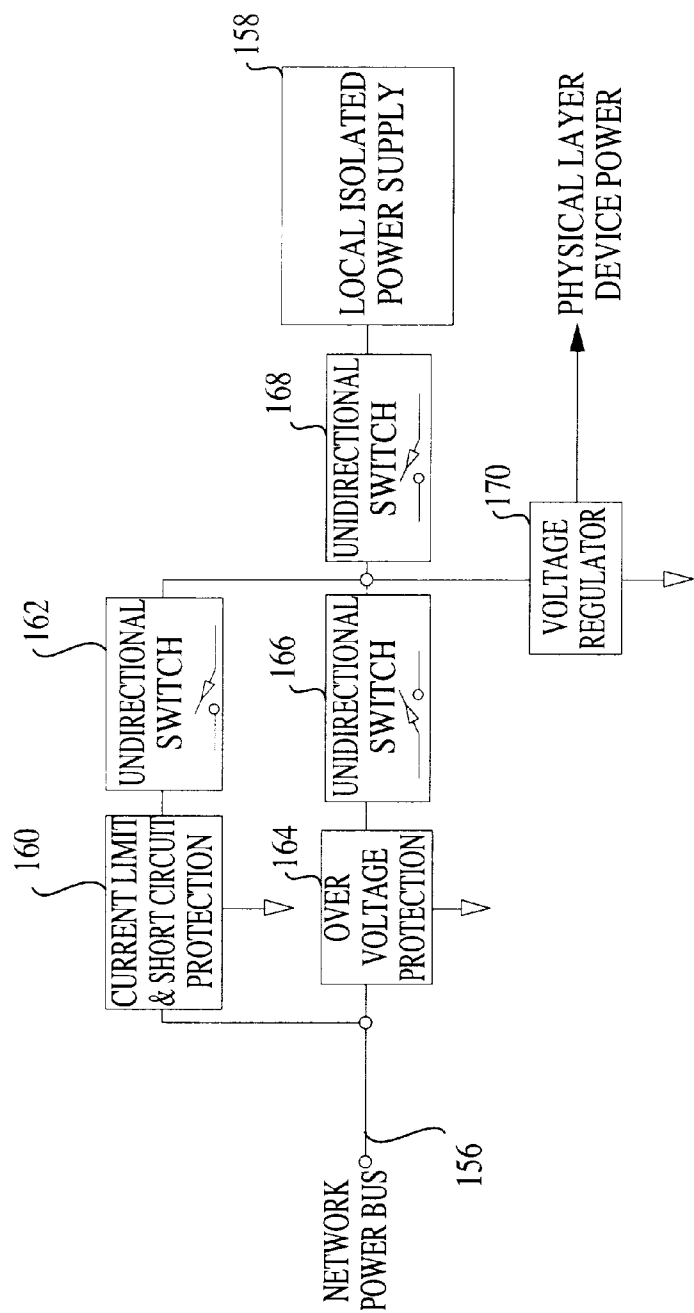 NETWORK
POWER BUS
156
160
CURRENT LIMIT
& SHORT CIRCUIT
PROTECTION
162
UNDIRECTIONAL
SWITCH
164
OVER
VOLTAGE
PROTECTION
166
UNIDIRECTIONAL
SWITCH
168
UNIDIRECTIONAL
SWITCH
158
LOCAL ISOLATED
POWER SUPPLY
170
VOLTAGE
REGULATOR
PHYSICAL LAYER
DEVICE POWER